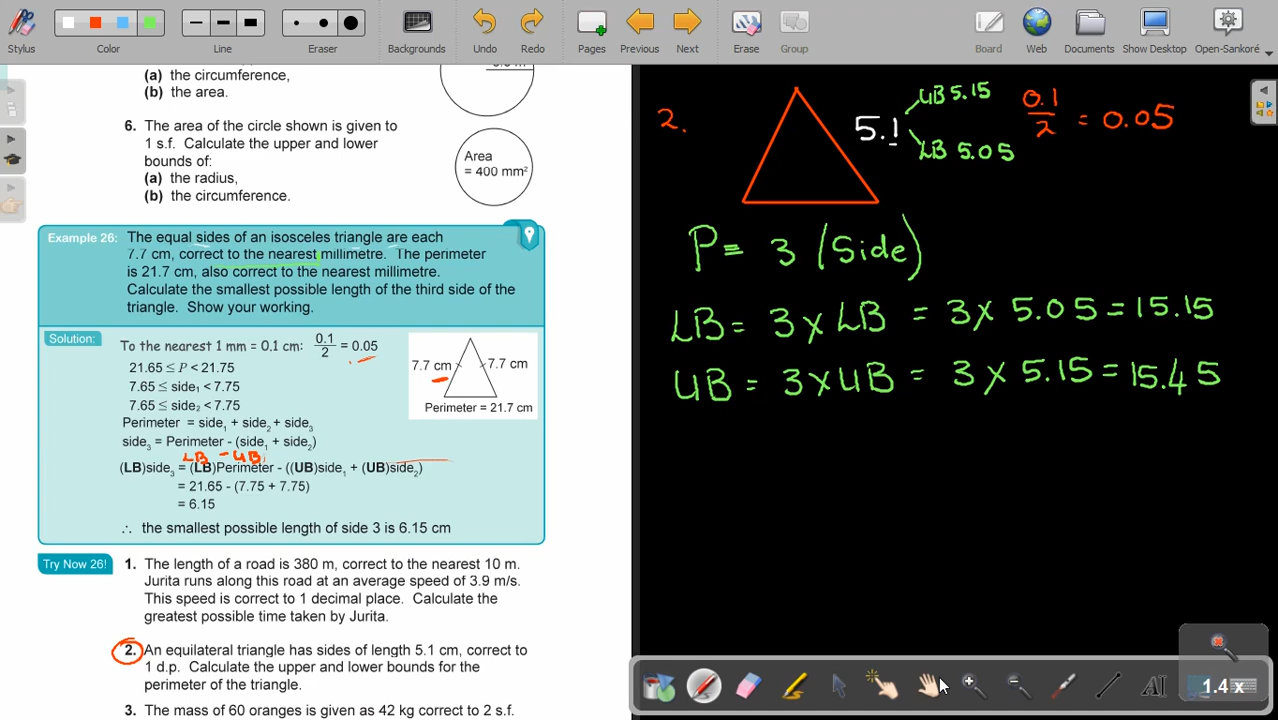 Stylus
Color
Line
Eraser
Backgrounds
Undo
Redo
Pages
Previous
Next
Erase
Group
Board
Web
Documents
Show Desktop
Open-Sankoré
(a) the circumference,
(b) the area.
6. The area of the circle shown is given to
1 s.f. Calculate the upper and lower
bounds of:
(a) the radius,
(b) the circumference.
Area
= 400 mm²
Example 26:
The equal sides of an isosceles triangle are each
7.7 cm, correct to the nearest millimetre. The perimeter
is 21.7 cm, also correct to the nearest millimetre.
Calculate the smallest possible length of the third side of the
triangle. Show your working.
Solution:
To the nearest 1 mm = 0.1 cm: 0.1/2 = 0.05
21.65 ≤ P < 21.75
7.65 ≤ side₁ < 7.75
7.65 ≤ side₂ < 7.75
Perimeter = side₁ + side₂ + side₃
side₃ = Perimeter - (side₁ + side₂)
LB - UB
(LB)side₃ = (LB)Perimeter - ((UB)side₁ + (UB)side₂)
= 21.65 - (7.75 + 7.75)
= 6.15
∴ the smallest possible length of side 3 is 6.15 cm
7.7 cm
7.7 cm
Perimeter = 21.7 cm
Try Now 26!
1. The length of a road is 380 m, correct to the nearest 10 m.
Jurita runs along this road at an average speed of 3.9 m/s.
This speed is correct to 1 decimal place. Calculate the
greatest possible time taken by Jurita.
2. An equilateral triangle has sides of length 5.1 cm, correct to
1 d.p. Calculate the upper and lower bounds for the
perimeter of the triangle.
3. The mass of 60 oranges is given as 42 kg correct to 2 s.f.
2.
5.1
UB 5.15
LB 5.05
0.1/2 = 0.05
P = 3 (Side)
LB = 3 × LB = 3 × 5.05 = 15.15
UB = 3 × UB = 3 × 5.15 = 15.45
1.4 x